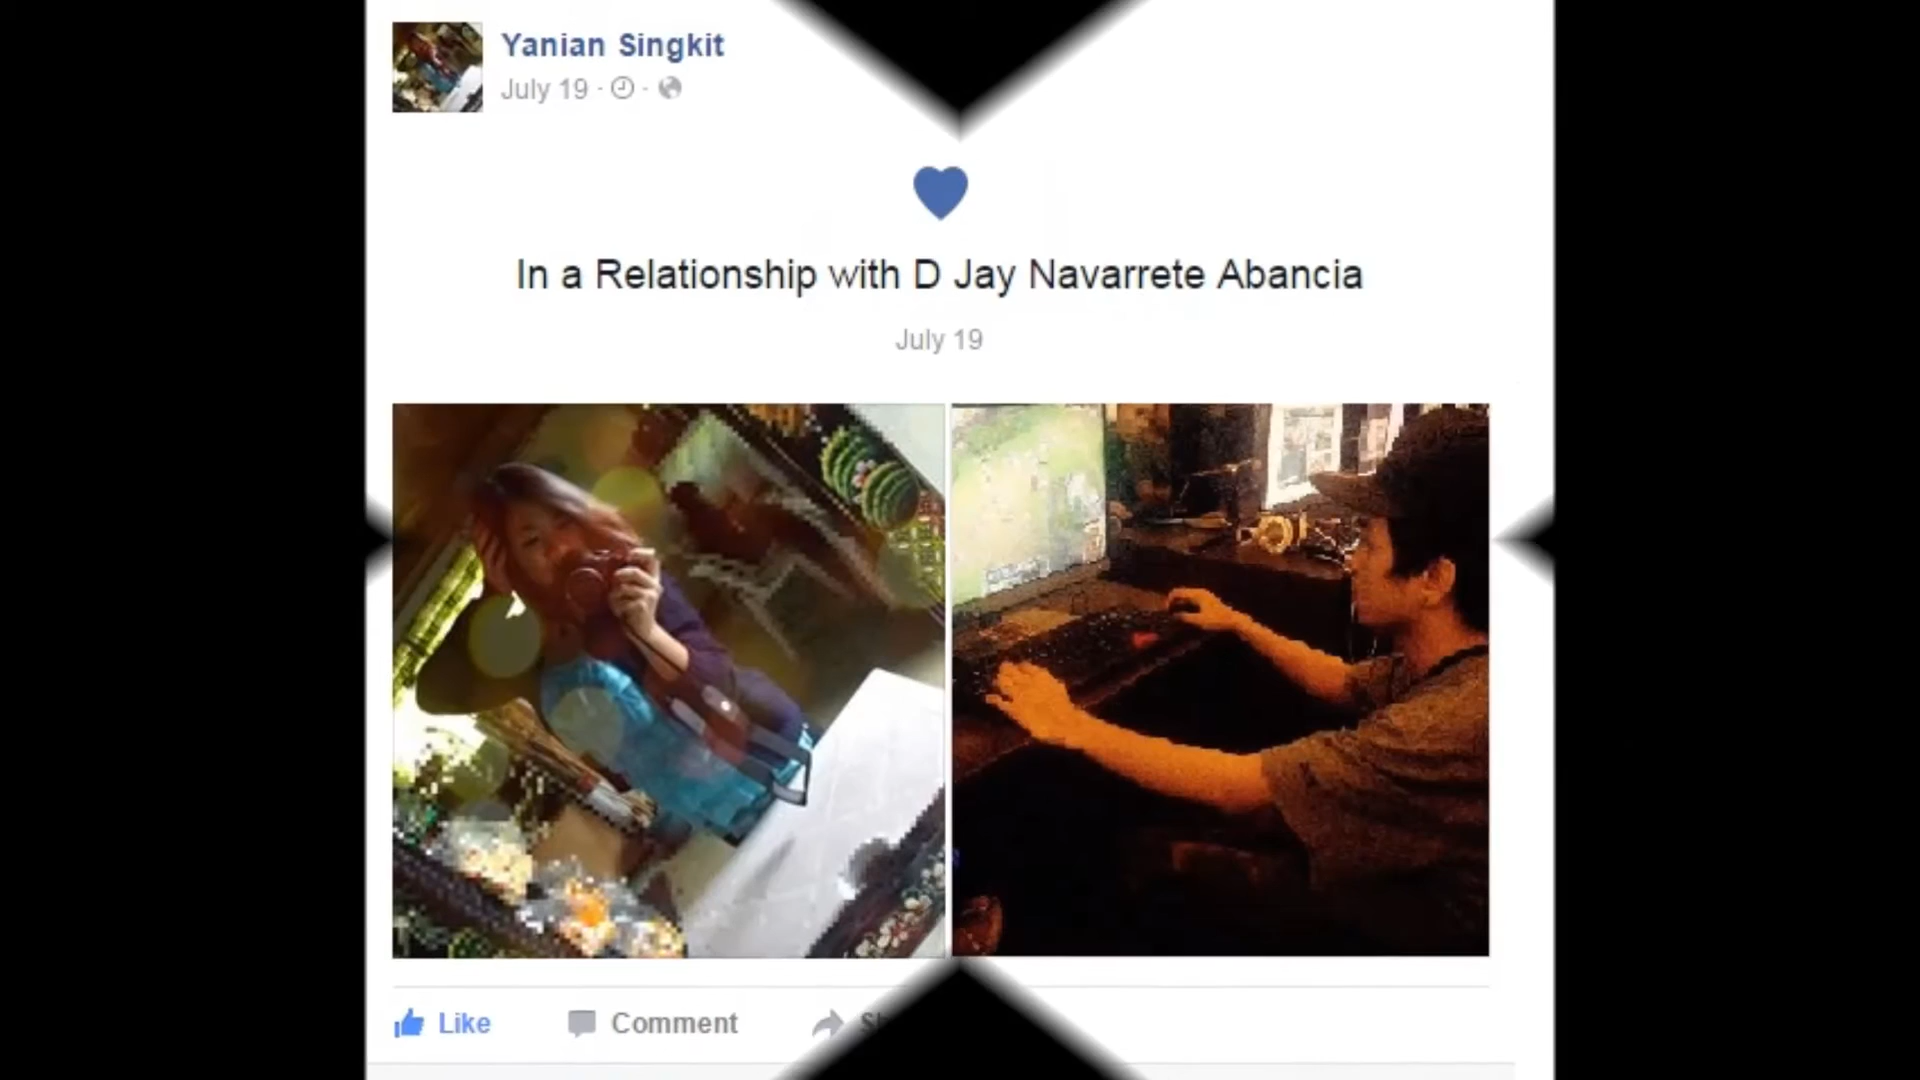 Yanian Singkit
July 19
In a Relationship with D Jay Navarrete Abancia
July 19
Like
Comment